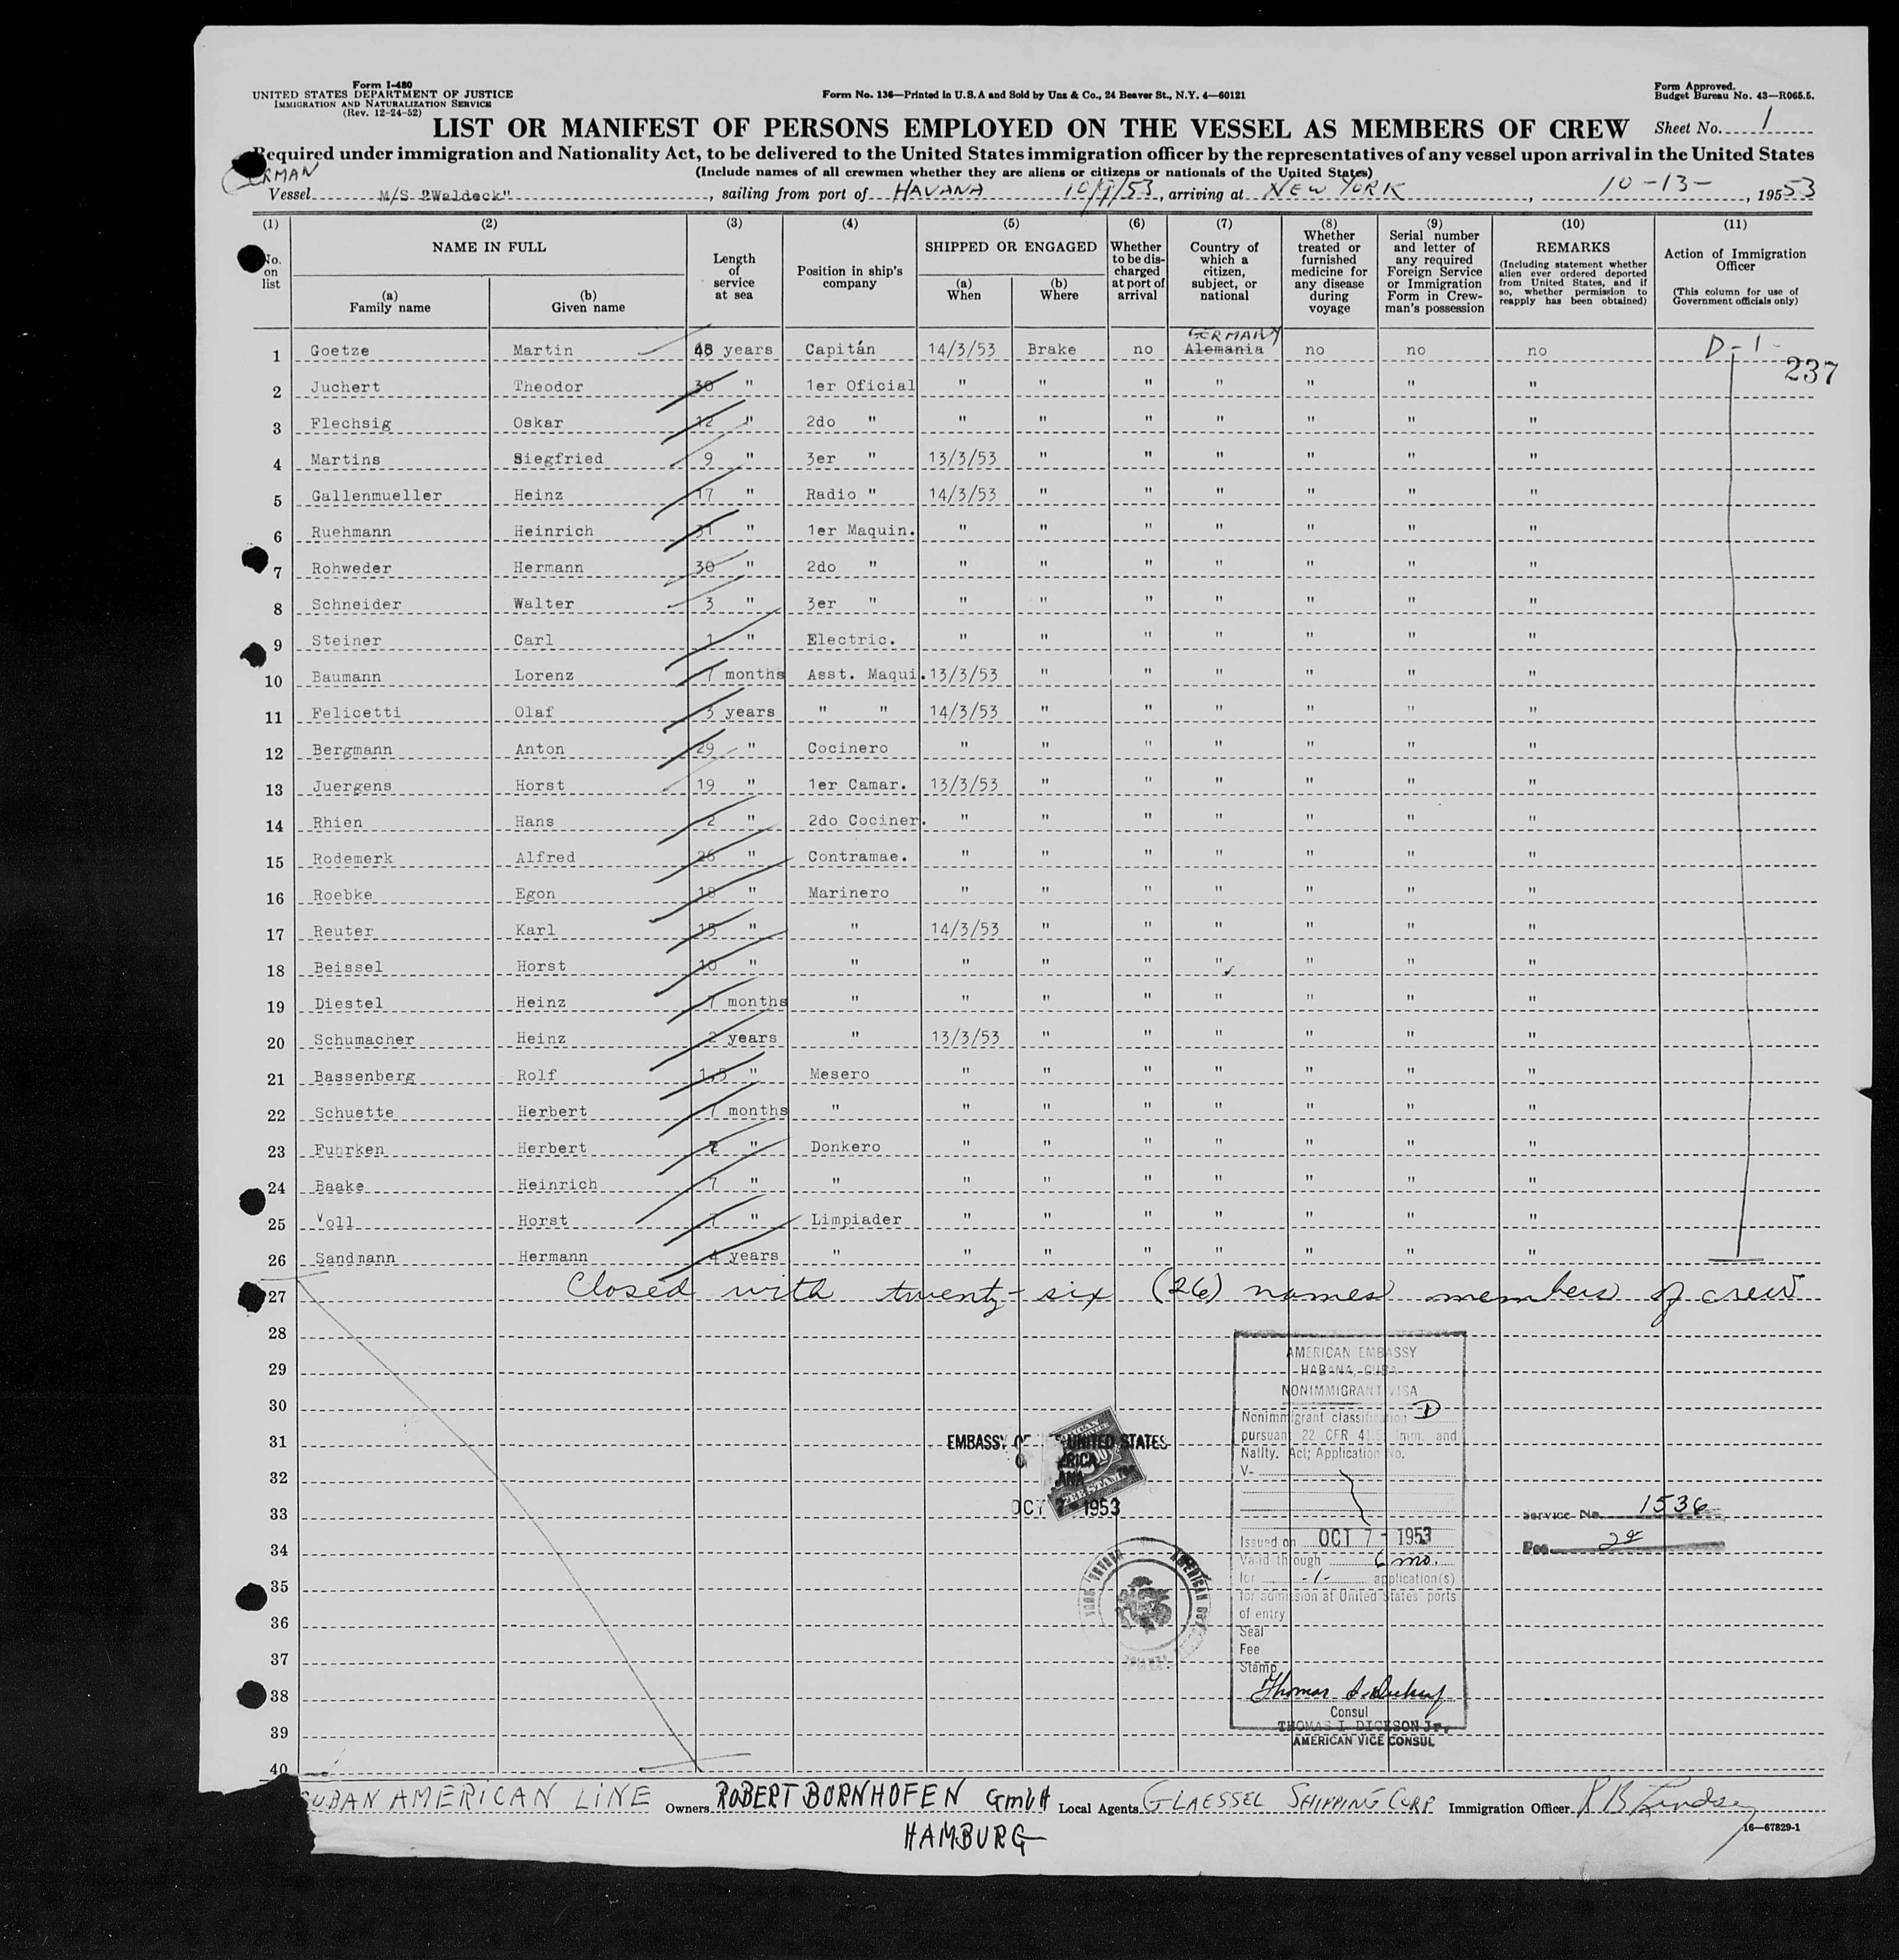 Form I-480
UNITED STATES DEPARTMENT OF JUSTICE
IMMIGRATION AND NATURALIZATION SERVICE
(Rev. 12-24-52)
Form No. 136—Printed in U.S.A and Sold by Unz & Co., 24 Beaver St., N.Y. 4—60121
Form Approved.
Budget Bureau No. 43—R065.5.
LIST OR MANIFEST OF PERSONS EMPLOYED ON THE VESSEL AS MEMBERS OF CREW Sheet No. 1
Required under immigration and Nationality Act, to be delivered to the United States immigration officer by the representatives of any vessel upon arrival in the United States
(Include names of all crewmen whether they are aliens or citizens or nationals of the United States)
GERMAN
Vessel M/S "Waldeck", sailing from port of HAVANA 10/9/53, arriving at NEW YORK, 10-13-, 1953
(1) (2) (3) (4) (5) (6) (7) (8) (9) (10) (11)
No. on list NAME IN FULL (a) Family name (b) Given name Length of service at sea Position in ship's company SHIPPED OR ENGAGED (a) When (b) Where Whether to be discharged at port of arrival Country of which a citizen, subject, or national Whether treated or furnished medicine for any disease during voyage Serial number and letter of any required Foreign Service or Immigration Form in Crewman's possession REMARKS (Including statement whether alien ever ordered deported from United States, and if so, whether permission to reapply has been obtained) Action of Immigration Officer (This column for use of Government officials only)
GERMANY
1 Goetze Martin 48 years Capitán 14/3/53 Brake no Alemania no no no D-1-
237
2 Juchert Theodor 30 " 1er Oficial " " " " " " "
3 Flechsig Oskar 12 " 2do " " " " " " " "
4 Martins Siegfried 9 " 3er " 13/3/53 " " " " " "
5 Gallenmueller Heinz 17 " Radio " 14/3/53 " " " " " "
6 Ruehmann Heinrich 31 " 1er Maquin. " " " " " " "
7 Rohweder Hermann 30 " 2do " " " " " " " "
8 Schneider Walter 3 " 3er " " " " " " " "
9 Steiner Carl 1 " Electric. " " " " " " "
10 Baumann Lorenz 7 months Asst. Maqui. 13/3/53 " " " " " "
11 Felicetti Olaf 3 years " " 14/3/53 " " " " " "
12 Bergmann Anton 29 " Cocinero " " " " " " "
13 Juergens Horst 19 " 1er Camar. 13/3/53 " " " " " "
14 Rhien Hans 2 " 2do Cociner. " " " " " " "
15 Rodemerk Alfred 26 " Contramae. " " " " " " "
16 Roebke Egon 18 " Marinero " " " " " " "
17 Reuter Karl 15 " " 14/3/53 " " " " " "
18 Beissel Horst 10 " " " " " " " " "
19 Diestel Heinz 7 months " " " " " " " "
20 Schumacher Heinz 2 years " 13/3/53 " " " " " "
21 Bassenberg Rolf 1,5 " Mesero " " " " " " "
22 Schuette Herbert 7 months " " " " " " " "
23 Fuhrken Herbert 7 " Donkero " " " " " " "
24 Baake Heinrich 7 " " " " " " " " "
25 Voll Horst 7 " Limpiader " " " " " " "
26 Sandmann Hermann 4 years " " " " " " " "
27 Closed with twenty-six (26) names members of crew
28
29
30
31
32
33
34
35
36
37
38
39
40
EMBASSY OF UNITED STATES
OCT 7 1953
AMERICAN EMBASSY
HABANA, CUBA
NONIMMIGRANT VISA
Nonimmigrant classification D
pursuant 22 CFR 41.5 Imm. and
Natlty. Act; Application No.
V-
Issued on OCT 7 - 1953
Valid through 6 mo.
for -1- application(s)
for admission at United States ports
of entry
Seal
Fee
Stamp
Consul
THOMAS I. DICKSON Jr.
AMERICAN VICE CONSUL
Service No. 1536
Fee
CUBAN AMERICAN LINE Owners ROBERT BORNHOFEN GmbH Local Agents GLAESSEL SHIPPING CORP Immigration Officer R B Lindsey
HAMBURG
16—67829-1